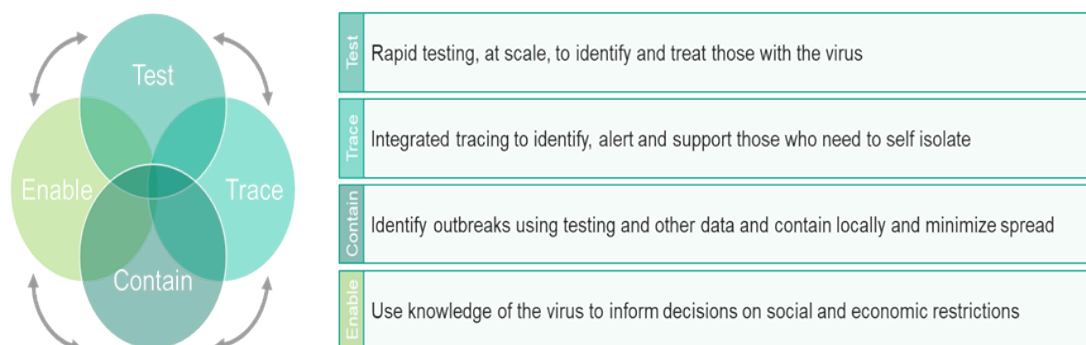 Test
Enable
Trace
Contain
Test
Rapid testing, at scale, to identify and treat those with the virus
Trace
Integrated tracing to identify, alert and support those who need to self isolate
Contain
Identify outbreaks using testing and other data and contain locally and minimize spread
Enable
Use knowledge of the virus to inform decisions on social and economic restrictions